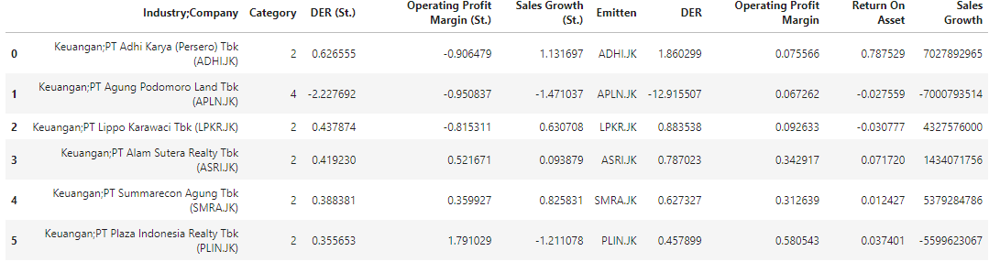 Industry;Company Category DER (St.) Operating Profit Margin (St.) Sales Growth (St.) Emitten DER Operating Profit Margin Return On Asset Sales Growth
0 Keuangan;PT Adhi Karya (Persero) Tbk (ADHI.JK) 2 0.626555 -0.906479 1.131697 ADHI.JK 1.860299 0.075566 0.787529 7027892965
1 Keuangan;PT Agung Podomoro Land Tbk (APLN.JK) 4 -2.227692 -0.950837 -1.471037 APLN.JK -12.915507 0.067262 -0.027559 -7000793514
2 Keuangan;PT Lippo Karawaci Tbk (LPKR.JK) 2 0.437874 -0.815311 0.630708 LPKR.JK 0.883538 0.092633 -0.030777 4327576000
3 Keuangan;PT Alam Sutera Realty Tbk (ASRI.JK) 2 0.419230 0.521671 0.093879 ASRI.JK 0.787023 0.342917 0.071720 1434071756
4 Keuangan;PT Summarecon Agung Tbk (SMRA.JK) 2 0.388381 0.359927 0.825831 SMRA.JK 0.627327 0.312639 0.012427 5379284786
5 Keuangan;PT Plaza Indonesia Realty Tbk (PLIN.JK) 2 0.355653 1.791029 -1.211078 PLIN.JK 0.457899 0.580543 0.037401 -5599623067